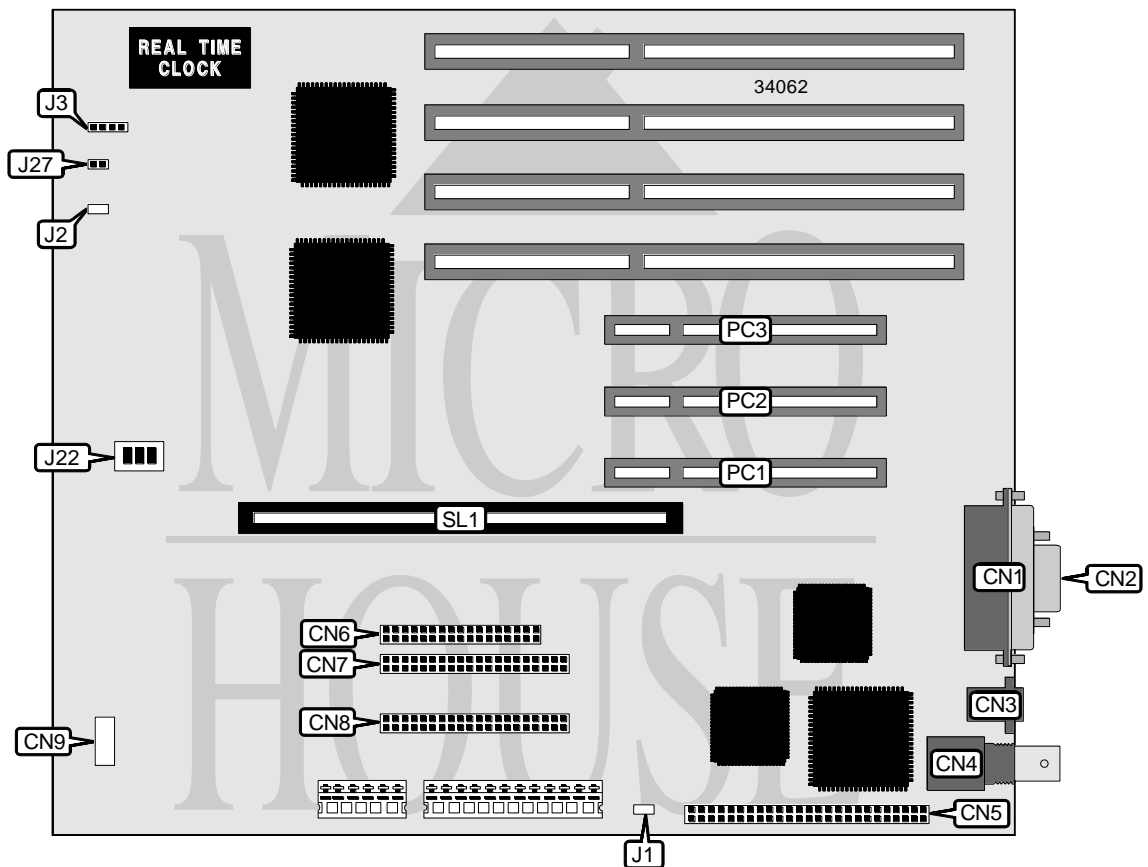 REAL TIME
CLOCK
34062
J3
J27
J2
PC3
PC2
J22
PC1
SL1
CN1
CN2
CN6
CN7
CN3
CN8
CN9
CN4
CN5
J1
MICRO
HOUSE